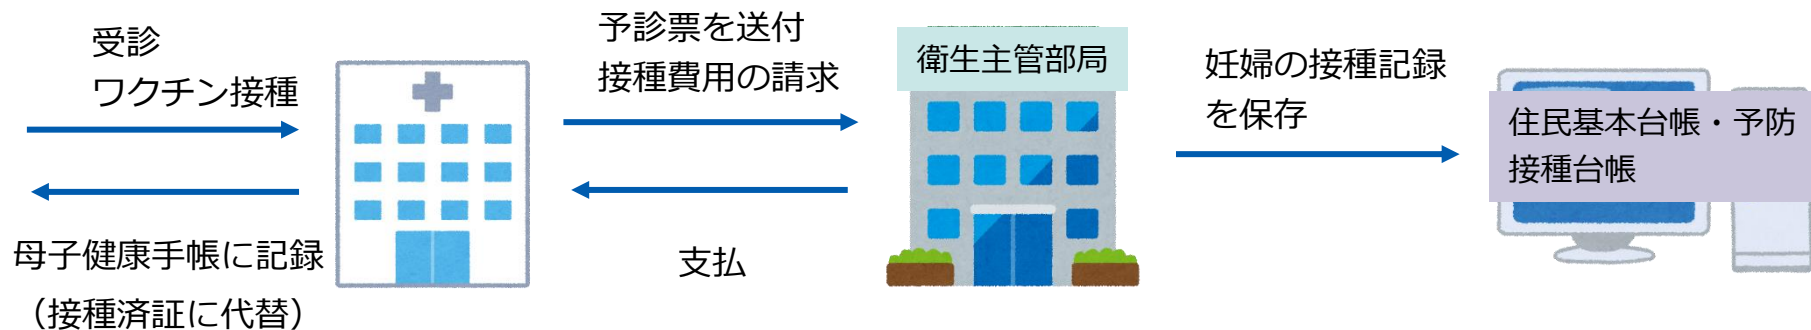 受診
ワクチン接種
母子健康手帳に記録
（接種済証に代替）
予診票を送付
接種費用の請求
支払
衛生主管部局
妊婦の接種記録
を保存
住民基本台帳・予防
接種台帳